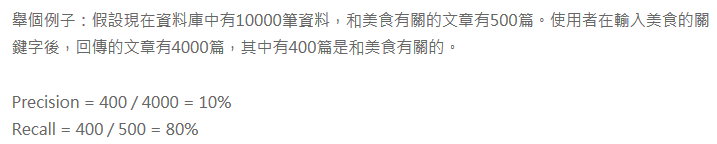 舉個例子：假設現在資料庫中有10000筆資料，和美食有關的文章有500篇。使用者在輸入美食的關
鍵字後，回傳的文章有4000篇，其中有400篇是和美食有關的。
Precision = 400 / 4000 = 10%
Recall = 400 / 500 = 80%